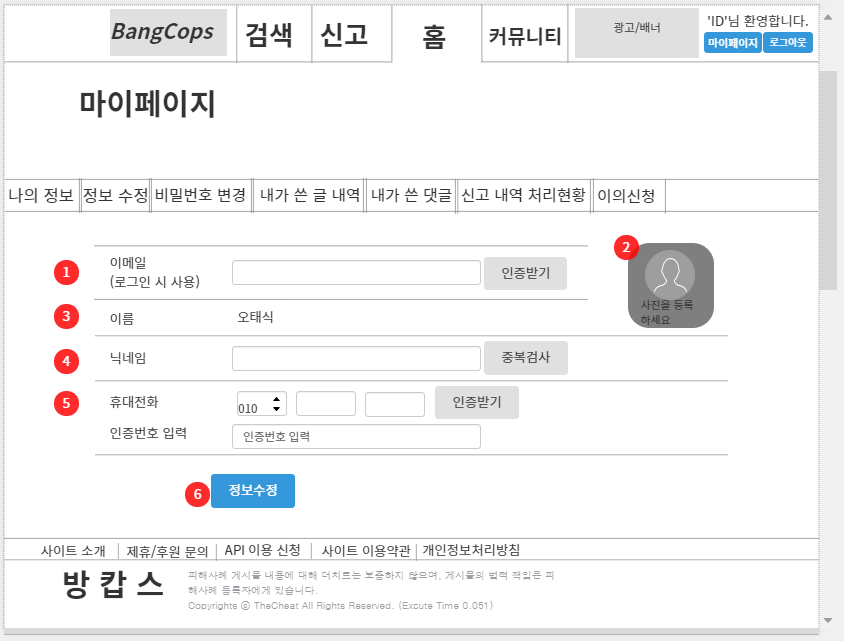 BangCops
검색
신고
홈
커뮤니티
광고/배너
'ID'님 환영합니다.
마이페이지 로그아웃
마이페이지
나의 정보 정보 수정 비밀번호 변경 내가 쓴 글 내역 내가 쓴 댓글 신고 내역 처리현황 이의신청
1 이메일
(로그인 시 사용)
인증받기
2
사진을 등록
하세요
3 이름 오태식
4 닉네임 중복검사
5 휴대전화 010 인증받기
인증번호 입력 인증번호 입력
6 정보수정
사이트 소개 제휴/후원 문의 API 이용 신청 사이트 이용약관 개인정보처리방침
방 캅 스
피해사례 게시물 내용에 대해 더치트는 보증하지 않으며, 게시물의 법적 책임은 피
해사례 등록자에게 있습니다.
Copyrights ⓒ TheCheat All Rights Reserved. (Excute Time 0.051)